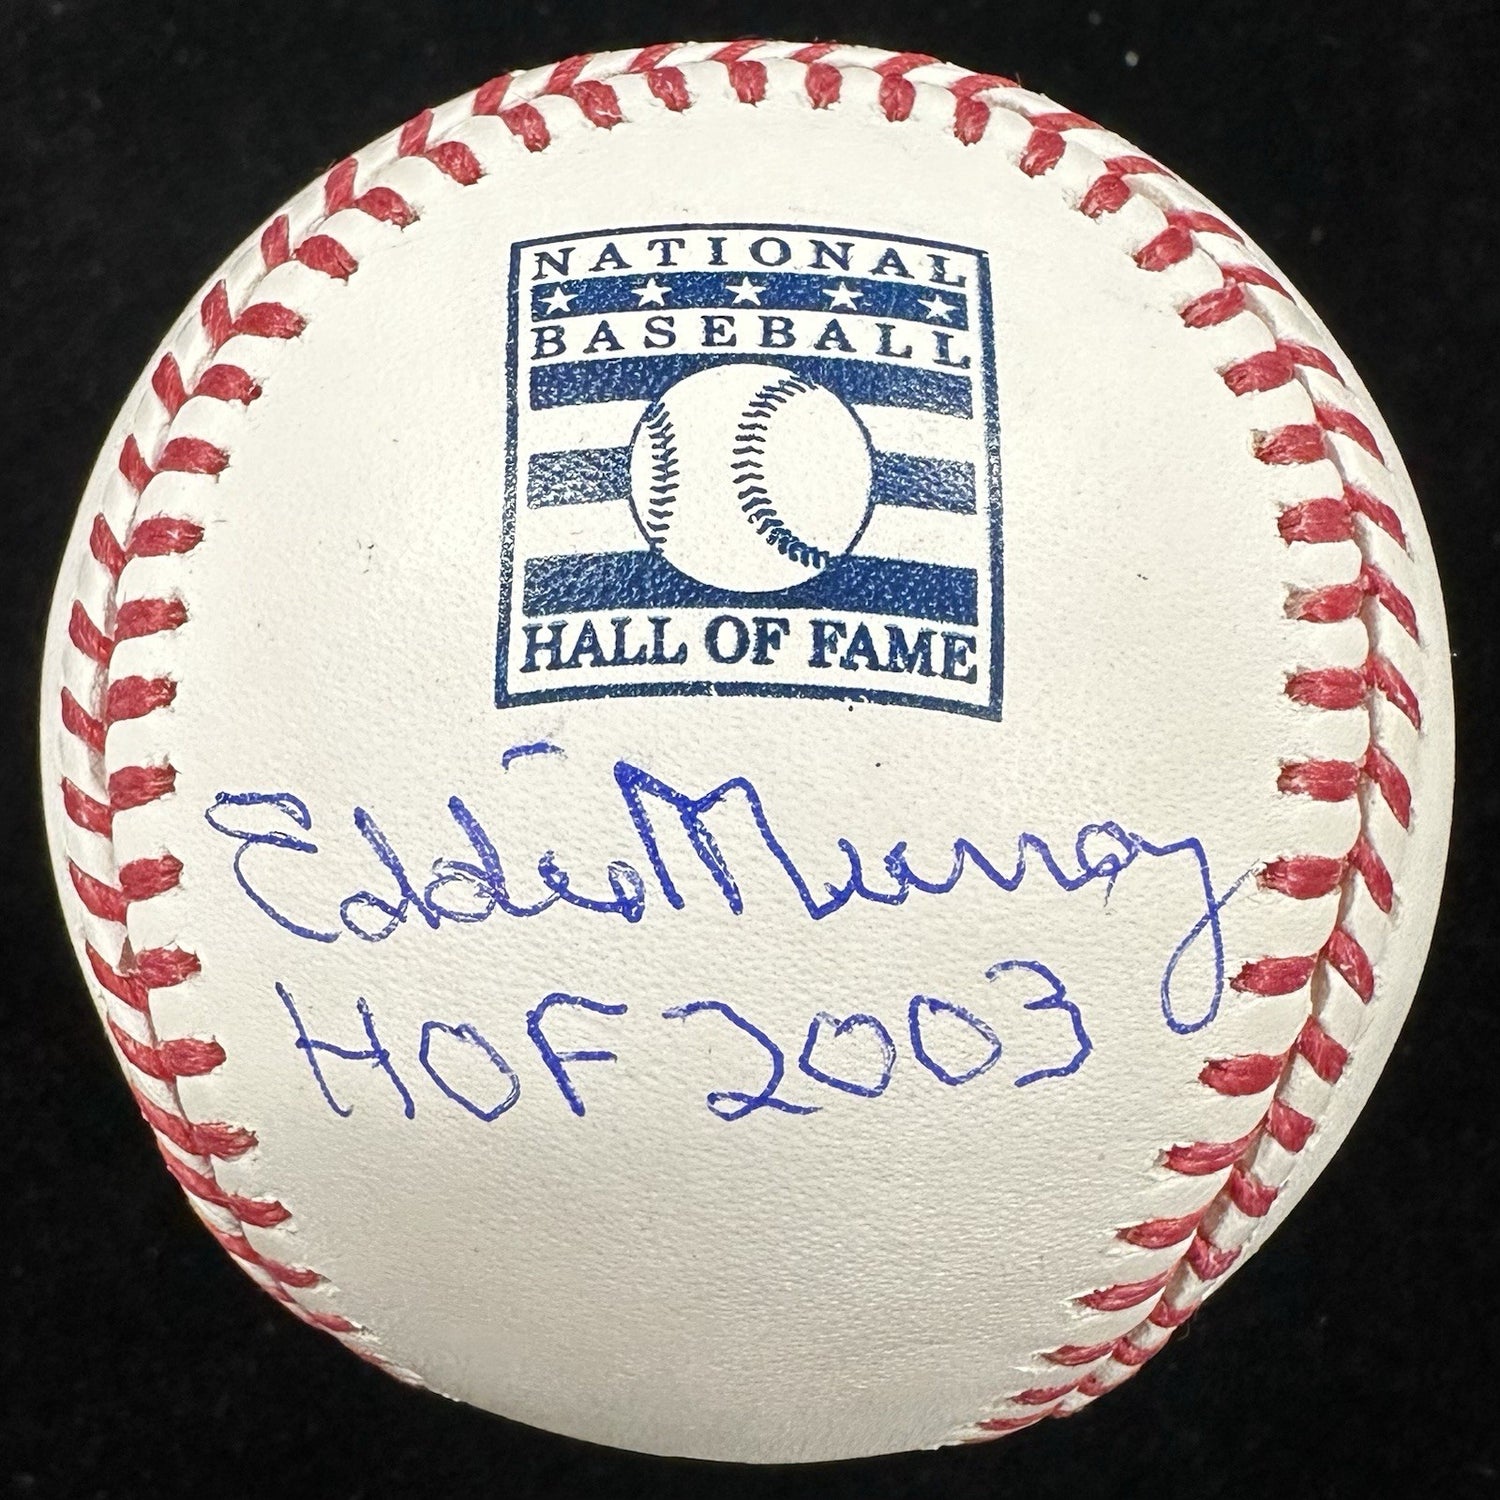 NATIONAL
BASEBALL
HALL OF FAME
Eddie Murray
HOF 2003